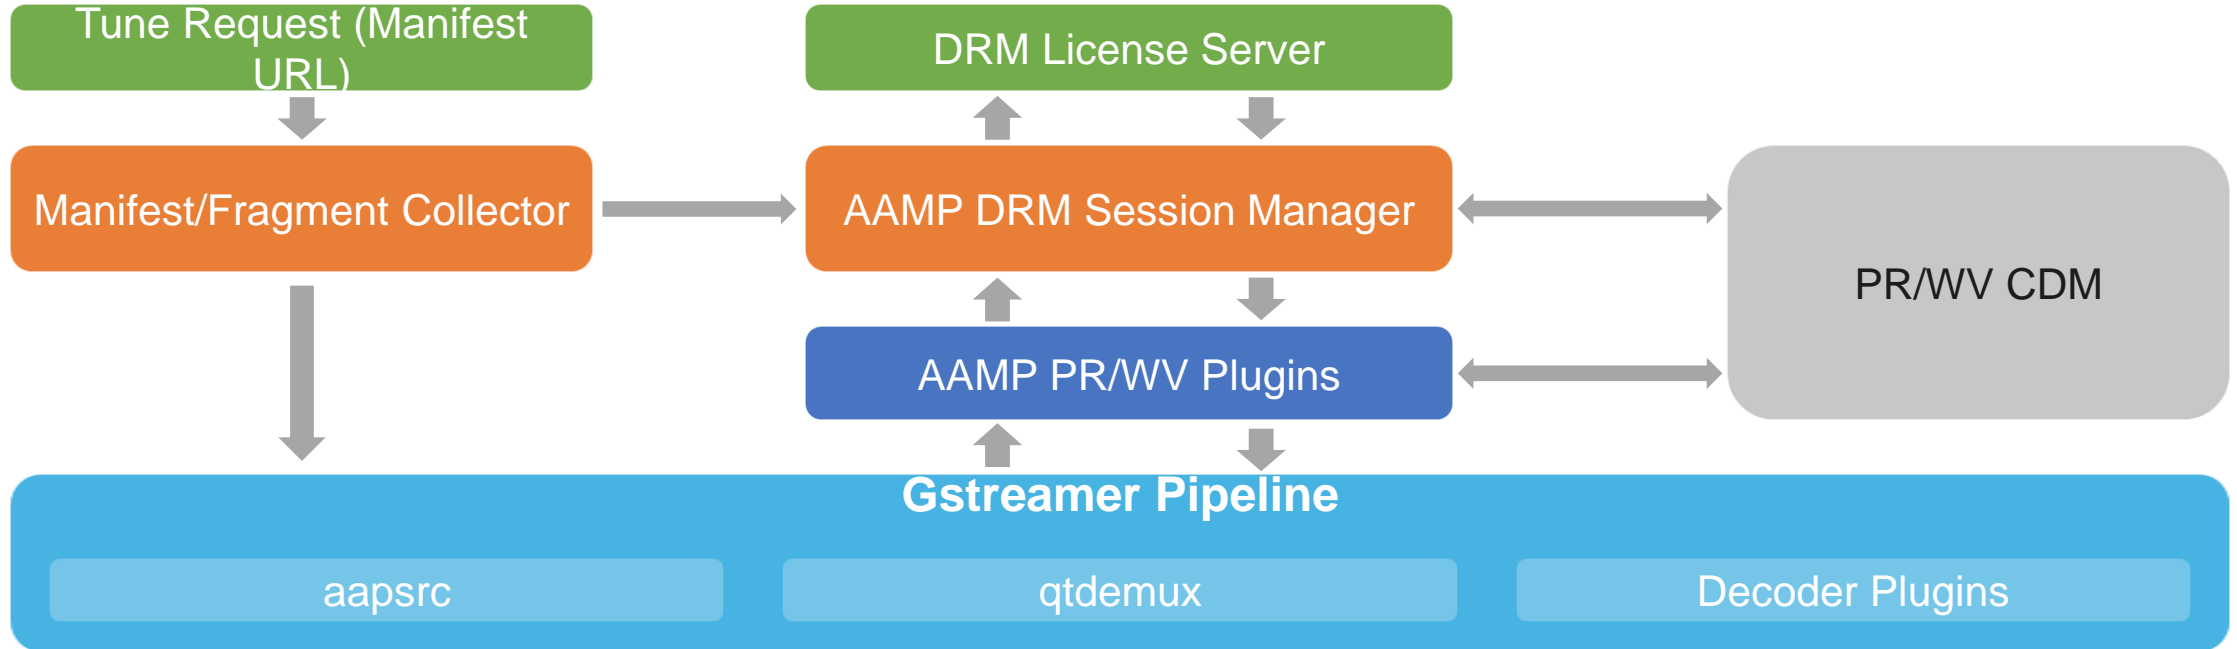 Tune Request (Manifest
URL)
DRM License Server
Manifest/Fragment Collector
AAMP DRM Session Manager
PR/WV CDM
AAMP PR/WV Plugins
Gstreamer Pipeline
aapsrc
qtdemux
Decoder Plugins